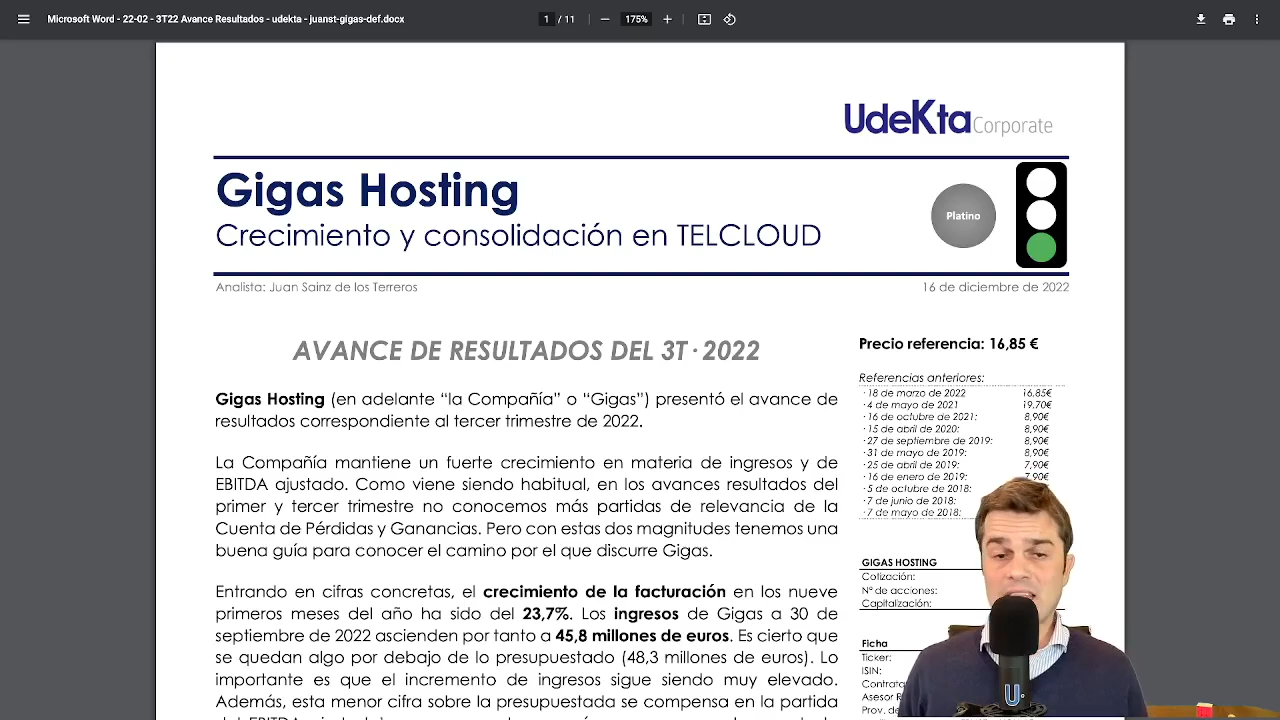 Microsoft Word - 22-02 - 3T22 Avance Resultados - udekta - juanst-gigas-def.docx
1 / 11
175%
UdeKta Corporate
Gigas Hosting
Crecimiento y consolidación en TELCLOUD
Platino
Analista: Juan Sainz de los Terreros
16 de diciembre de 2022
AVANCE DE RESULTADOS DEL 3T · 2022
Gigas Hosting (en adelante “la Compañía” o “Gigas”) presentó el avance de
resultados correspondiente al tercer trimestre de 2022.
La Compañía mantiene un fuerte crecimiento en materia de ingresos y de
EBITDA ajustado. Como viene siendo habitual, en los avances resultados del
primer y tercer trimestre no conocemos más partidas de relevancia de la
Cuenta de Pérdidas y Ganancias. Pero con estas dos magnitudes tenemos una
buena guía para conocer el camino por el que discurre Gigas.
Entrando en cifras concretas, el crecimiento de la facturación en los nueve
primeros meses del año ha sido del 23,7%. Los ingresos de Gigas a 30 de
septiembre de 2022 ascienden por tanto a 45,8 millones de euros. Es cierto que
se quedan algo por debajo de lo presupuestado (48,3 millones de euros). Lo
importante es que el incremento de ingresos sigue siendo muy elevado.
Además, esta menor cifra sobre la presupuestada se compensa en la partida
Precio referencia: 16,85 €
Referencias anteriores:
· 18 de marzo de 2022 16,85€
· 4 de mayo de 2021 19,70€
· 16 de octubre de 2021: 8,90€
· 15 de abril de 2020: 8,90€
· 27 de septiembre de 2019: 8,90€
· 31 de mayo de 2019: 8,90€
· 25 de abril de 2019: 7,90€
· 16 de enero de 2019: 7,90€
· 5 de octubre de 2018:
· 7 de junio de 2018:
· 7 de mayo de 2018:
GIGAS HOSTING
Cotización:
Nº de acciones:
Capitalización:
Ficha
Ticker:
ISIN:
Contrata
Asesor R
Prov. de
U